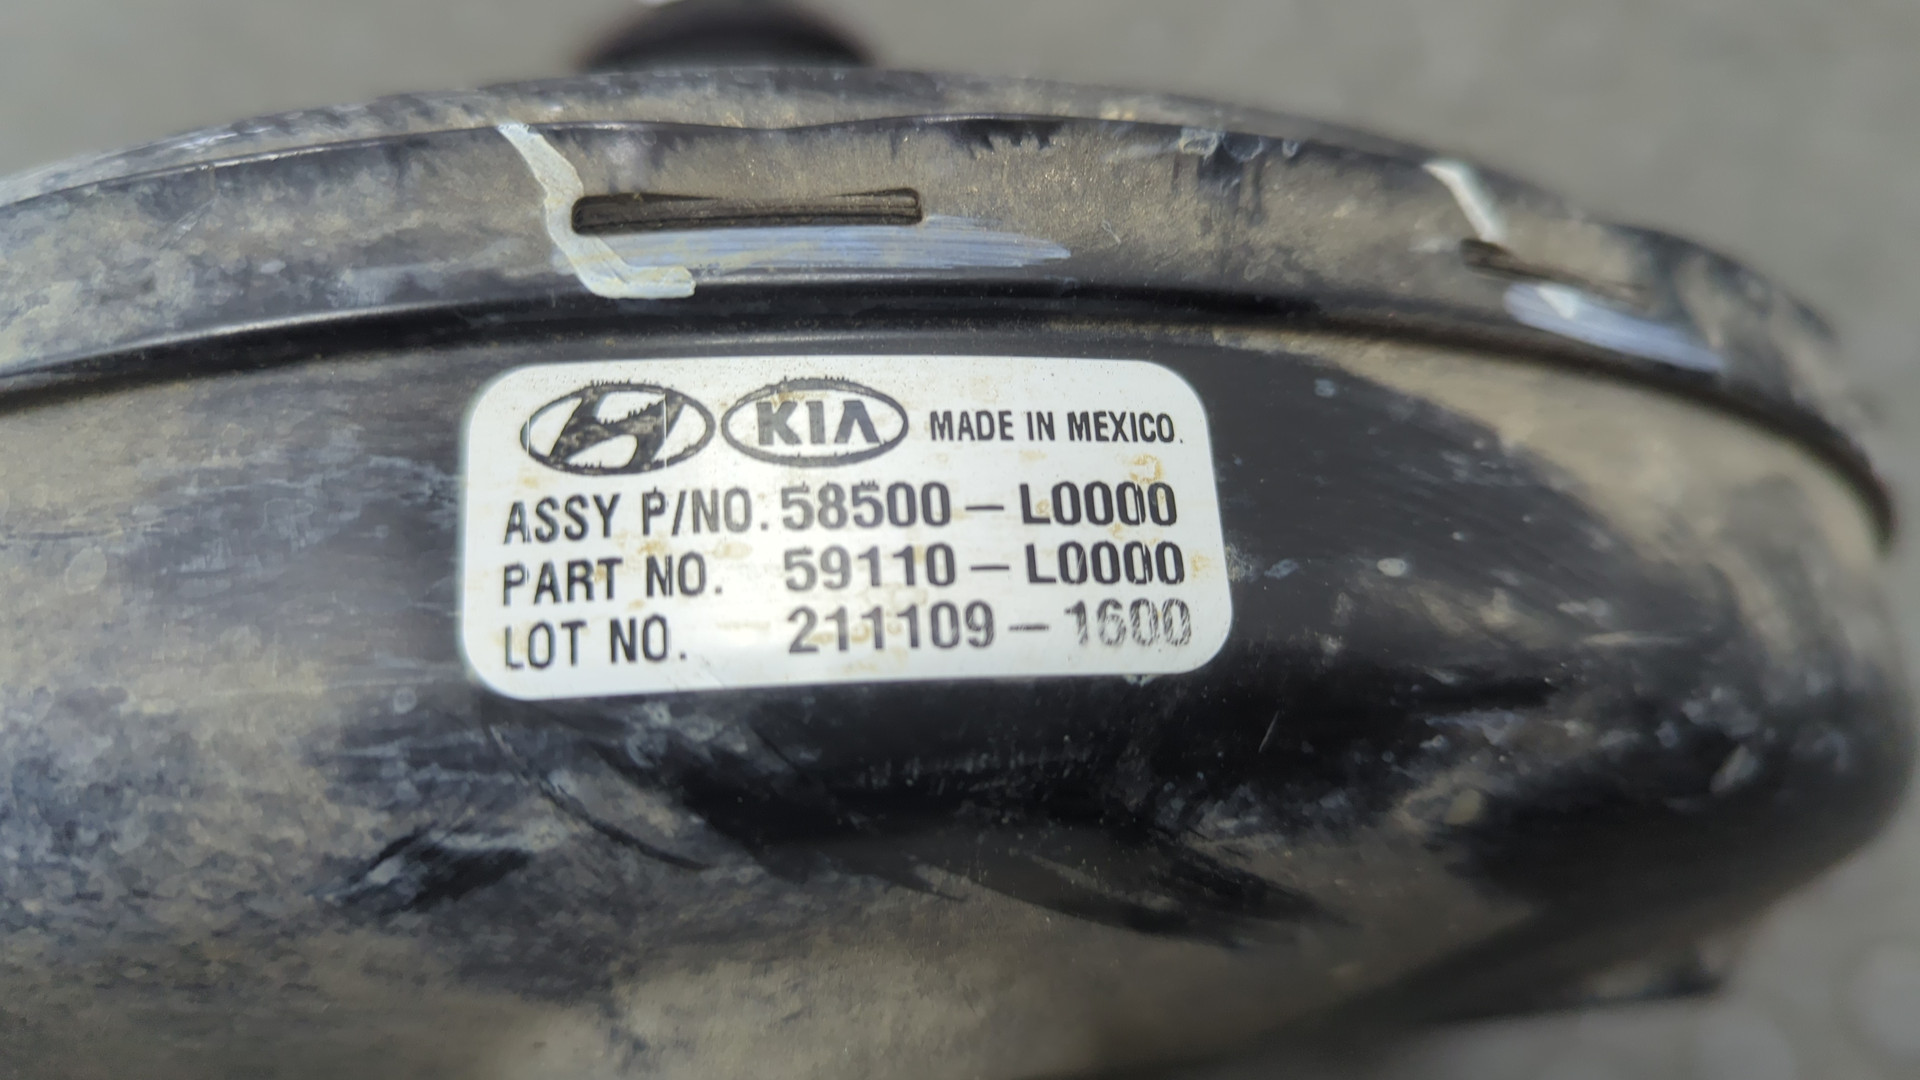 KIA MADE IN MEXICO.
ASSY P/NO. 58500-L0000
PART NO. 59110-L0000
LOT NO. 211109-1600